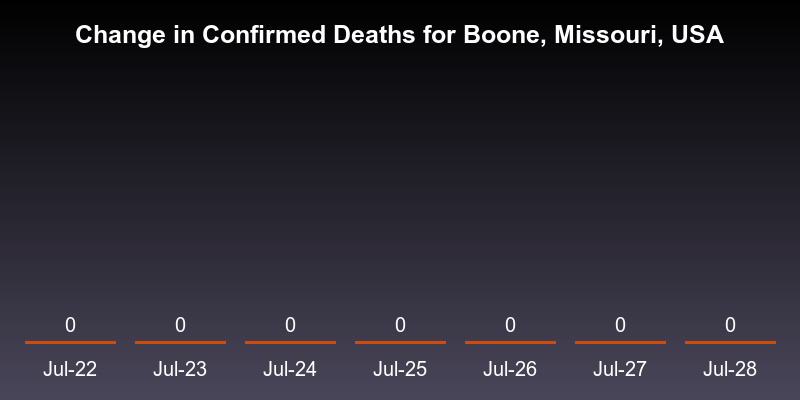 Change in Confirmed Deaths for Boone, Missouri, USA
0 0 0 0 0 0 0
Jul-22 Jul-23 Jul-24 Jul-25 Jul-26 Jul-27 Jul-28